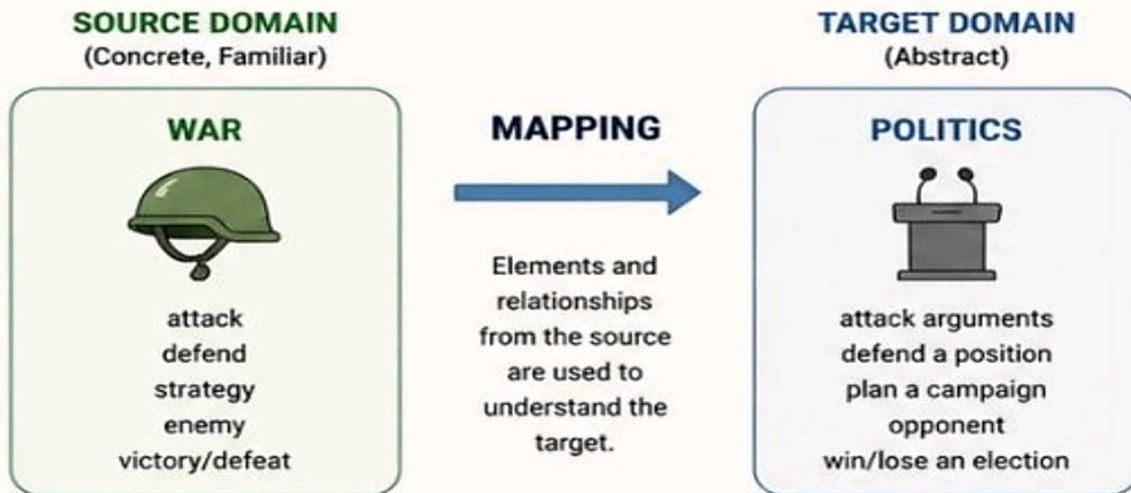 SOURCE DOMAIN
(Concrete, Familiar)
WAR
attack
defend
strategy
enemy
victory/defeat
MAPPING
Elements and
relationships
from the source
are used to
understand the
target.
TARGET DOMAIN
(Abstract)
POLITICS
attack arguments
defend a position
plan a campaign
opponent
win/lose an election